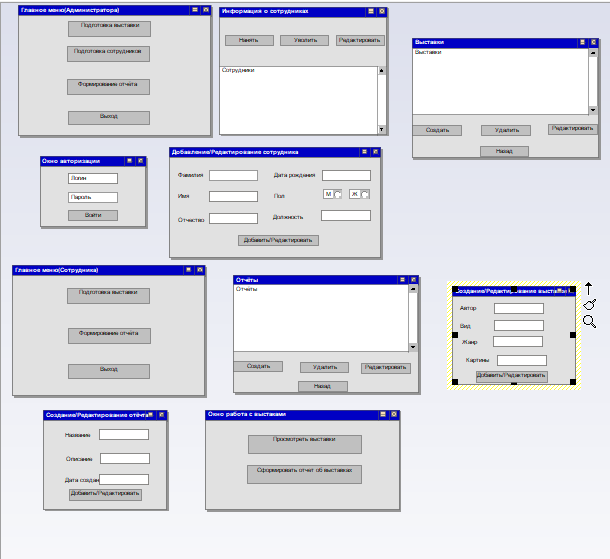 Главное меню(Администратора)
Подготовка выставки
Подготовка сотрудников
Формирование отчёта
Выход
Информация о сотрудниках
Нанять
Уволить
Редактировать
Сотрудники
Выставки
Выставки
Создать
Удалить
Редактировать
Назад
Окно авторизации
Логин
Пароль
Войти
Добавление/Редактирование сотрудника
Фамилия
Дата рождения
Имя
Пол
М
Ж
Отчество
Должность
Добавить/Редактировать
Главное меню(Сотрудника)
Подготовка выставки
Формирование отчёта
Выход
Отчёты
Отчёты
Создать
Удалить
Редактировать
Назад
Создание/Редактирование выставки
Автор
Вид
Жанр
Картины
Добавить/Редактировать
Создание/Редактирование отчёта
Название
Описание
Дата создан
Добавить/Редактировать
Окно работа с выстаками
Просмотреть выставки
Сформировать отчет об выставках